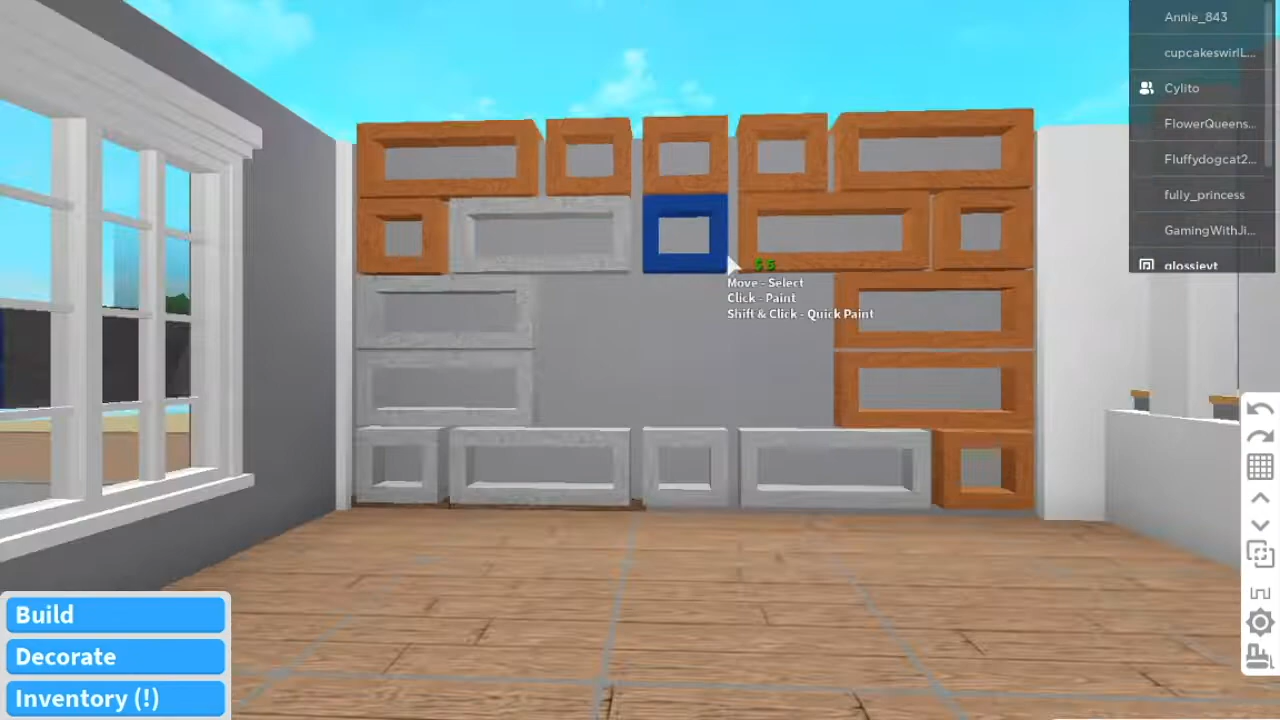 Annie_843
cupcakeswirlL...
Cylito
FlowerQueens...
Fluffydogcat2...
fully_princess
GamingWithJi...
glossievt
$5
Move - Select
Click - Paint
Shift & Click - Quick Paint
Build
Decorate
Inventory (!)